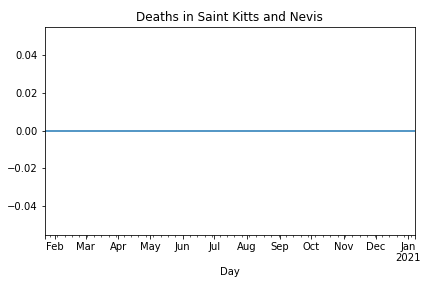 Deaths in Saint Kitts and Nevis
0.04
0.02
0.00
−0.02
−0.04
Feb Mar Apr May Jun Jul Aug Sep Oct Nov Dec Jan
2021
Day